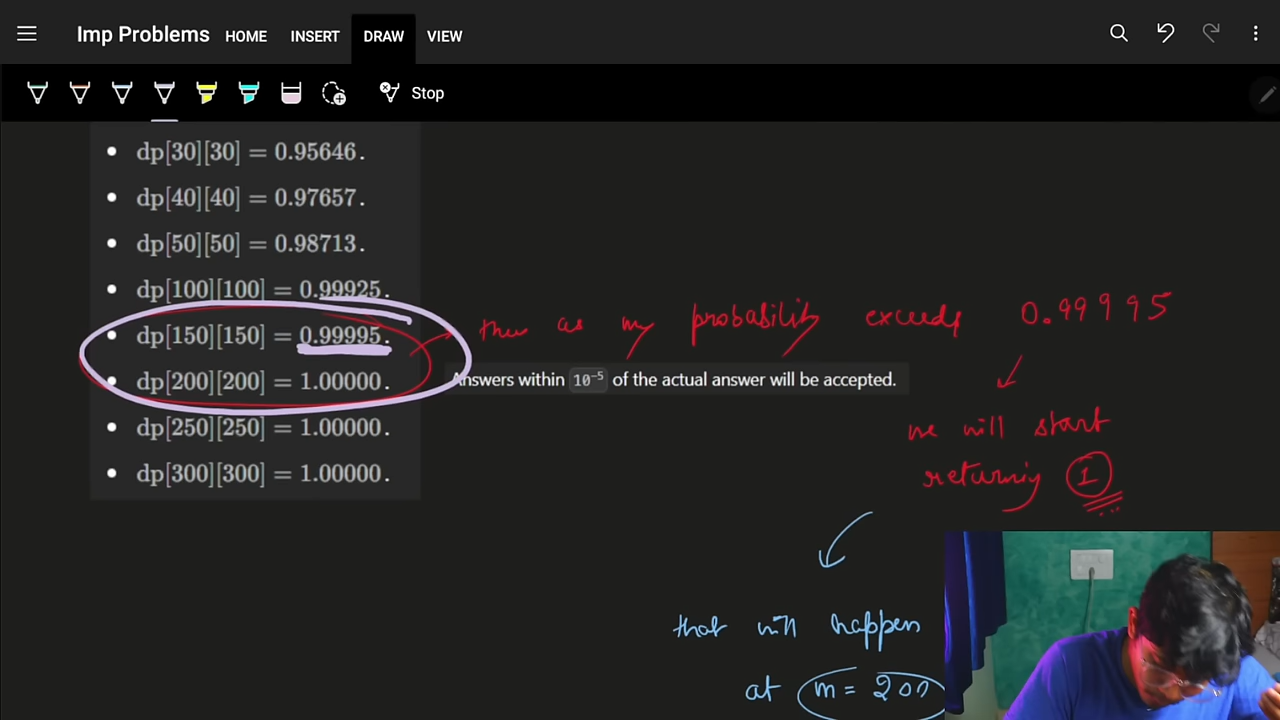 Imp Problems HOME INSERT DRAW VIEW
Stop
dp[30][30] = 0.95646.
dp[40][40] = 0.97657.
dp[50][50] = 0.98713.
dp[100][100] = 0.99925.
dp[150][150] = 0.99995.
dp[200][200] = 1.00000.
dp[250][250] = 1.00000.
dp[300][300] = 1.00000.
as my probability exceeds 0.99995
Answers within 10⁻⁵ of the actual answer will be accepted.
we will start
returning 1
that will happen
at m = 200